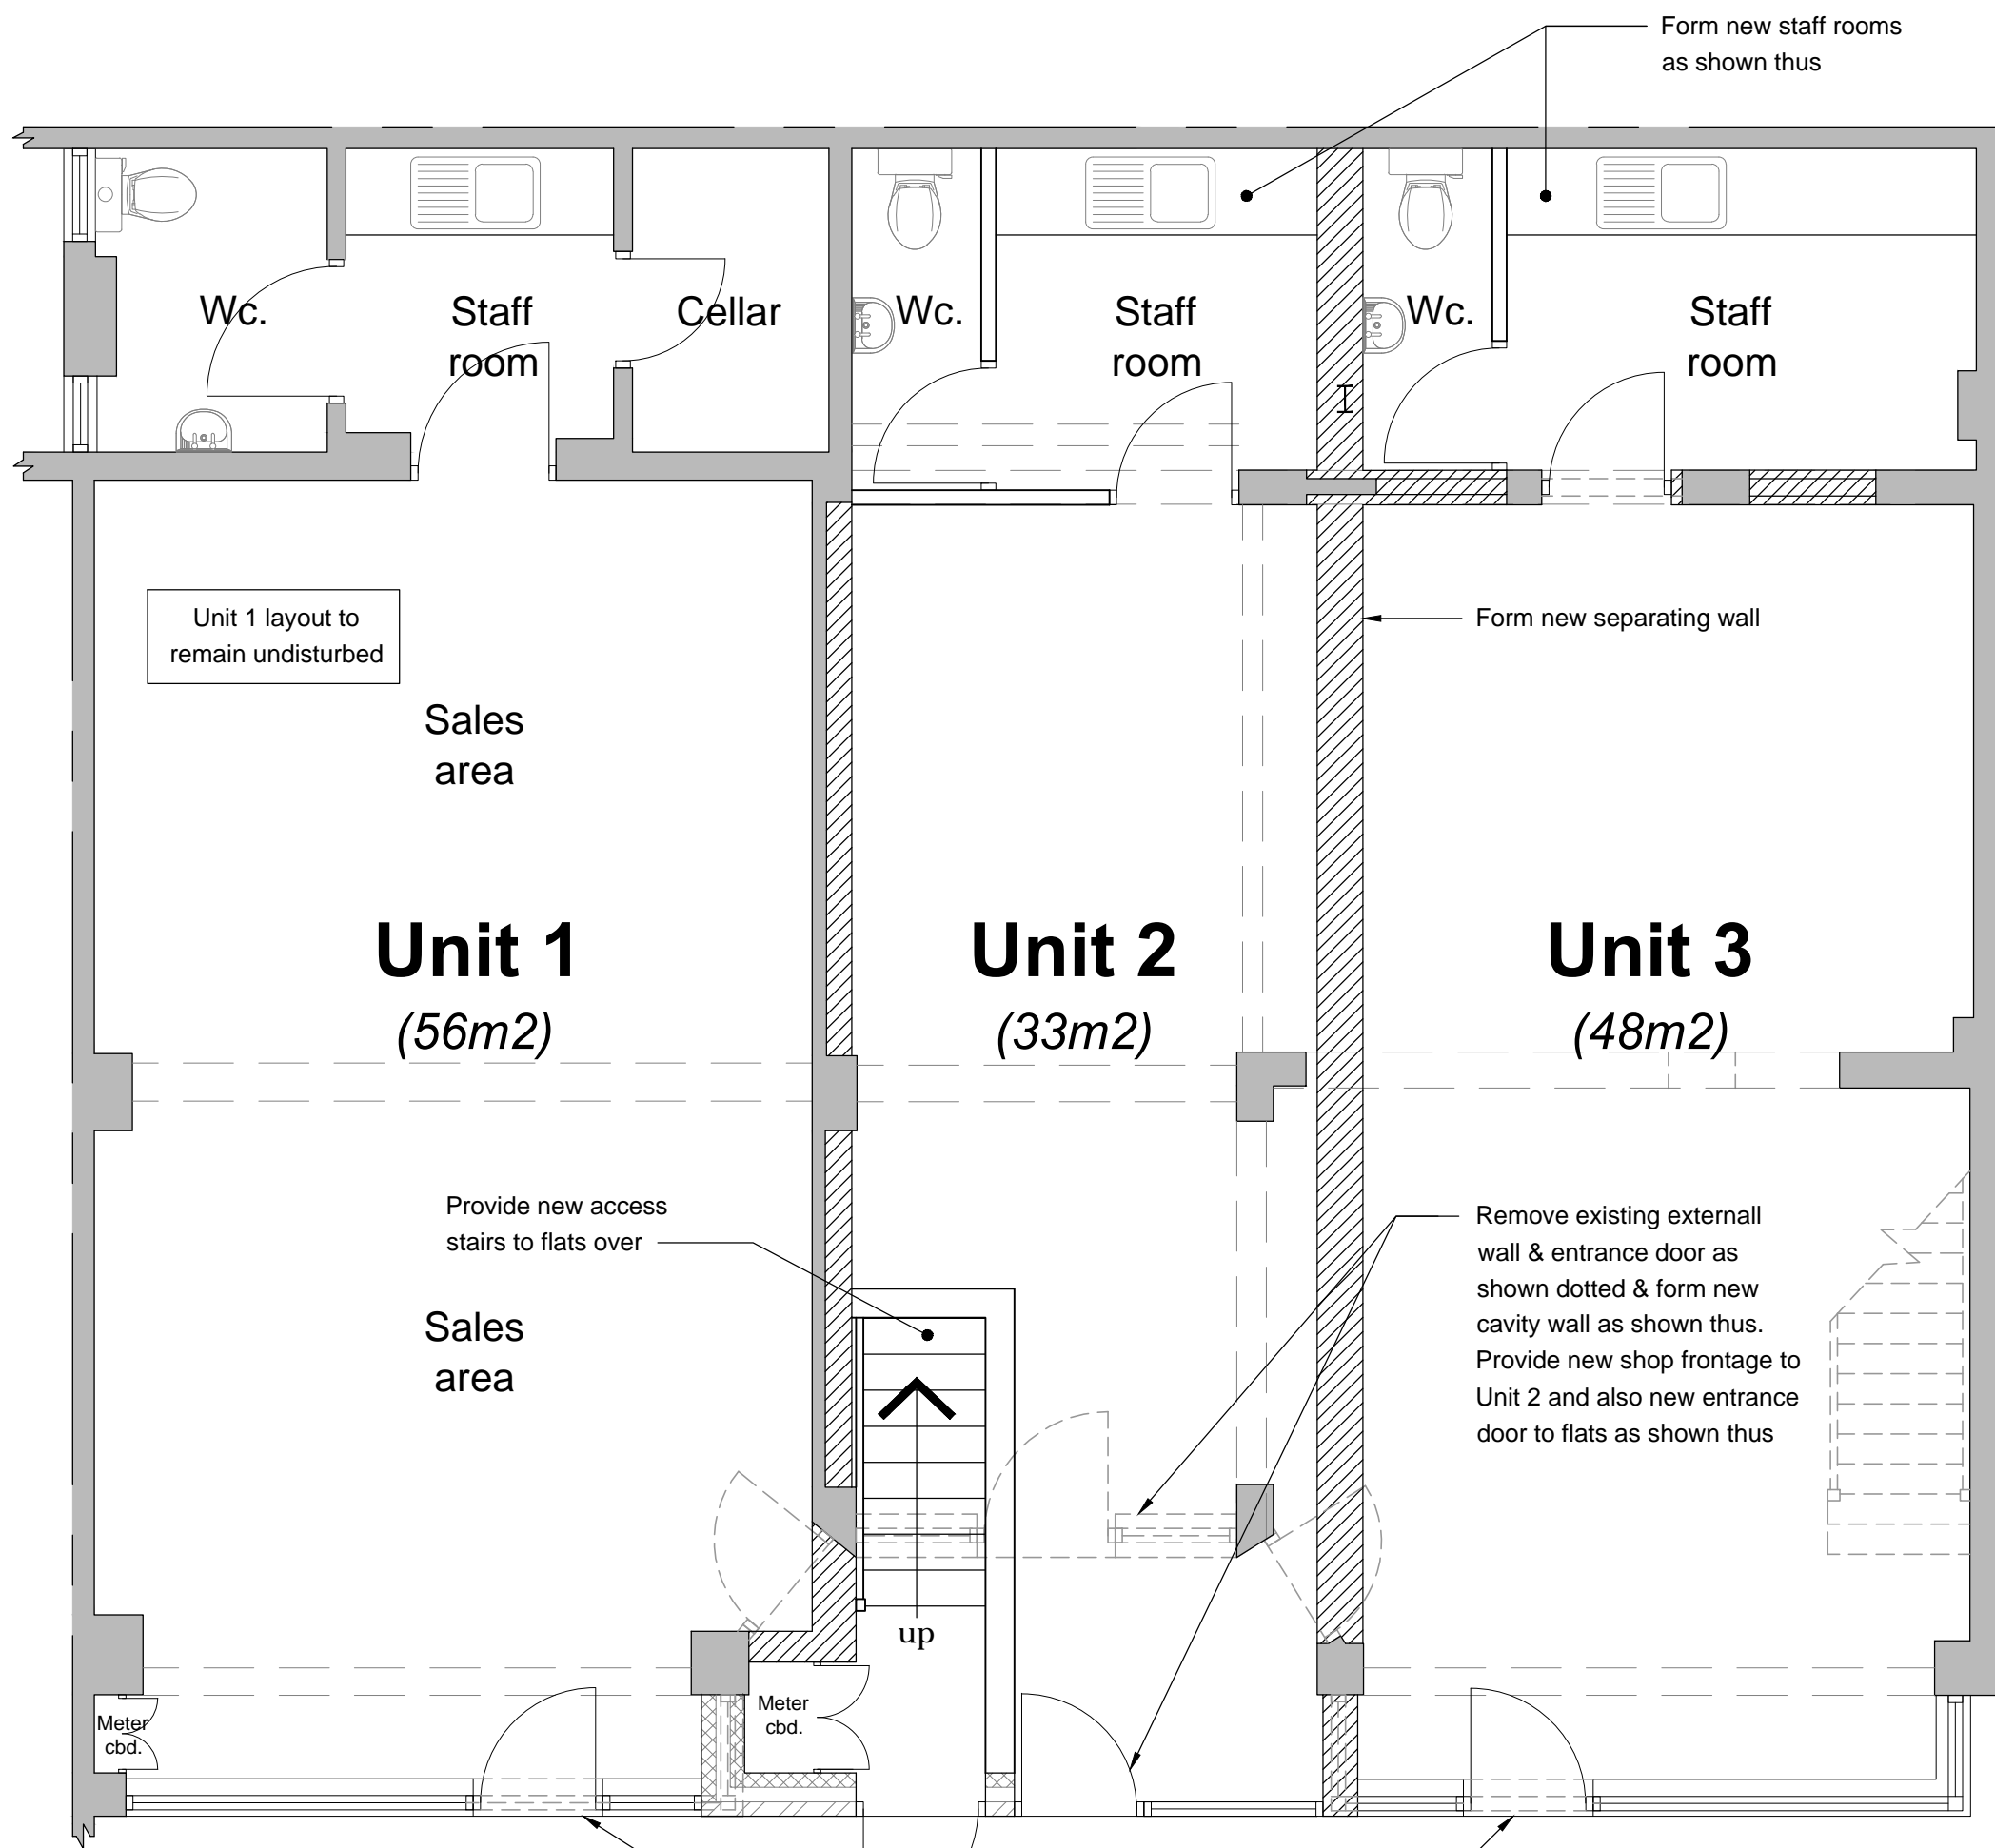 Form new staff rooms
as shown thus
Wc.
Staff
room
Cellar
Wc.
Staff
room
Wc.
Staff
room
Unit 1 layout to
remain undisturbed
Form new separating wall
Sales
area
Unit 1
(56m2)
Unit 2
(33m2)
Unit 3
(48m2)
Provide new access
stairs to flats over
Remove existing externall
wall & entrance door as
shown dotted & form new
cavity wall as shown thus.
Provide new shop frontage to
Unit 2 and also new entrance
door to flats as shown thus
Sales
area
up
Meter
cbd.
Meter
cbd.